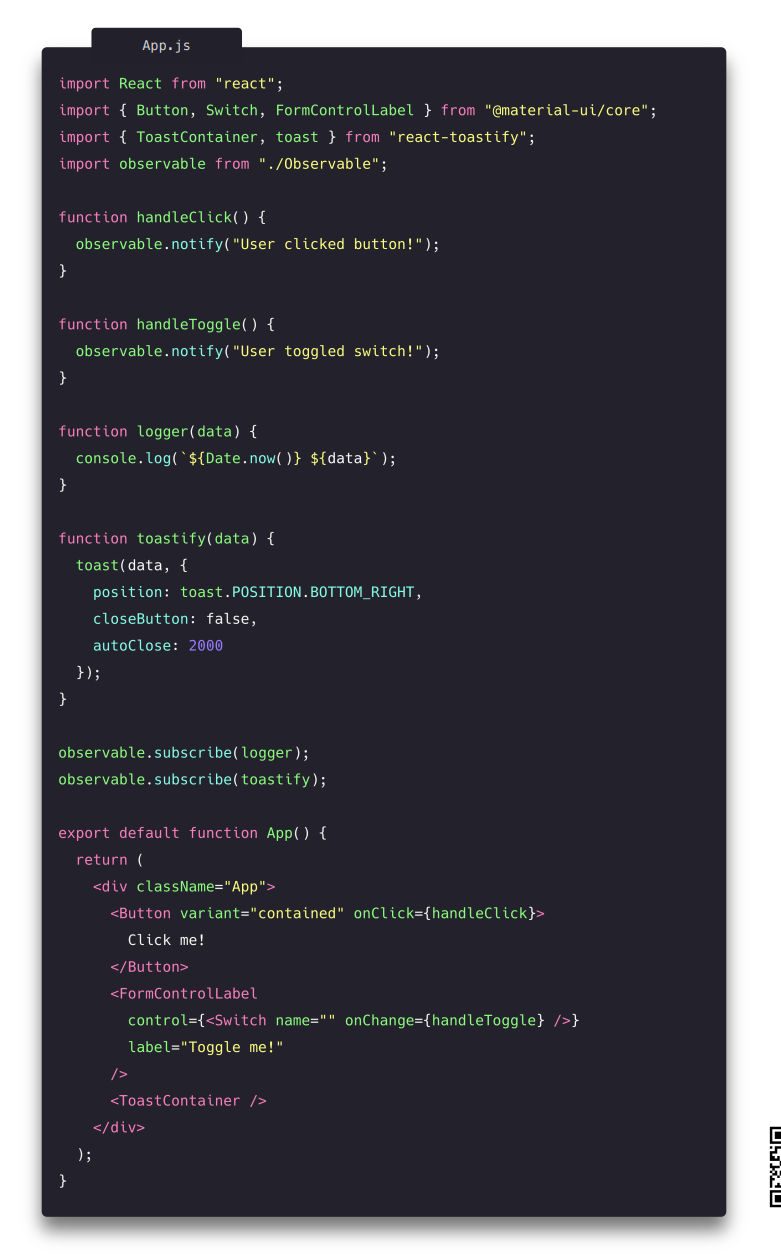 App.js
import React from "react";
import { Button, Switch, FormControlLabel } from "@material-ui/core";
import { ToastContainer, toast } from "react-toastify";
import observable from "./Observable";
function handleClick() {
  observable.notify("User clicked button!");
}
function handleToggle() {
  observable.notify("User toggled switch!");
}
function logger(data) {
  console.log(`${Date.now()} ${data}`);
}
function toastify(data) {
  toast(data, {
    position: toast.POSITION.BOTTOM_RIGHT,
    closeButton: false,
    autoClose: 2000
  });
}
observable.subscribe(logger);
observable.subscribe(toastify);
export default function App() {
  return (
    <div className="App">
      <Button variant="contained" onClick={handleClick}>
        Click me!
      </Button>
      <FormControlLabel
        control={<Switch name="" onChange={handleToggle} />}
        label="Toggle me!"
      />
      <ToastContainer />
    </div>
  );
}